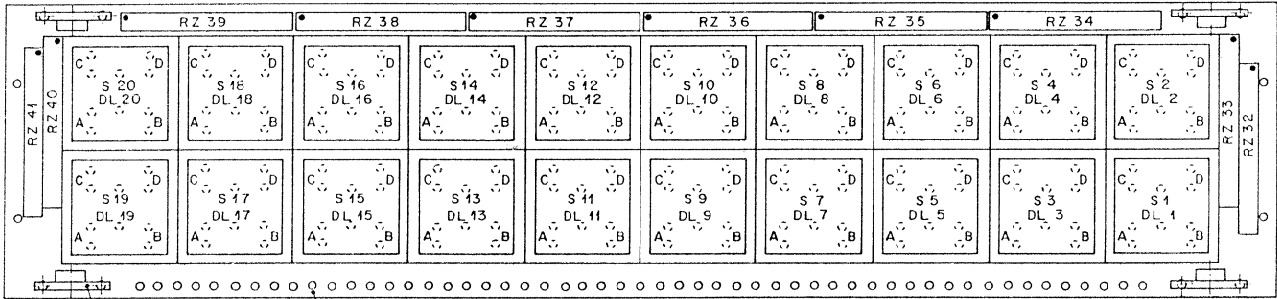 RZ 39 RZ 38 RZ 37 RZ 36 RZ 35 RZ 34
RZ 41
RZ 40
C D C D C D C D C D C D C D C D C D C D
S 20 S 18 S 16 S 14 S 12 S 10 S 8 S 6 S 4 S 2
DL 20 DL 18 DL 16 DL 14 DL 12 DL 10 DL 8 DL 6 DL 4 DL 2
A B A B A B A B A B A B A B A B A B A B
RZ 33
RZ 32
C D C D C D C D C D C D C D C D C D C D
S 19 S 17 S 15 S 13 S 11 S 9 S 7 S 5 S 3 S 1
DL 19 DL 17 DL 15 DL 13 DL 11 DL 9 DL 7 DL 5 DL 3 DL 1
A B A B A B A B A B A B A B A B A B A B